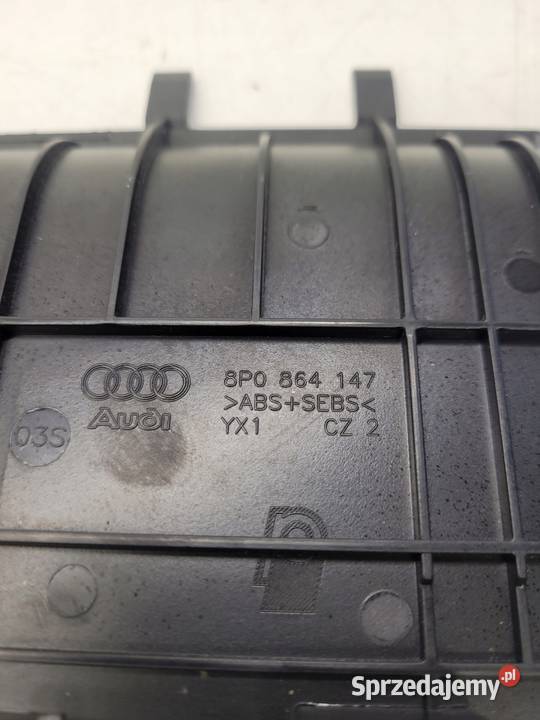 8P0 864 147
>ABS+SEBS<
Audi
YX1 CZ 2
03S
Sprzedajemy.pl